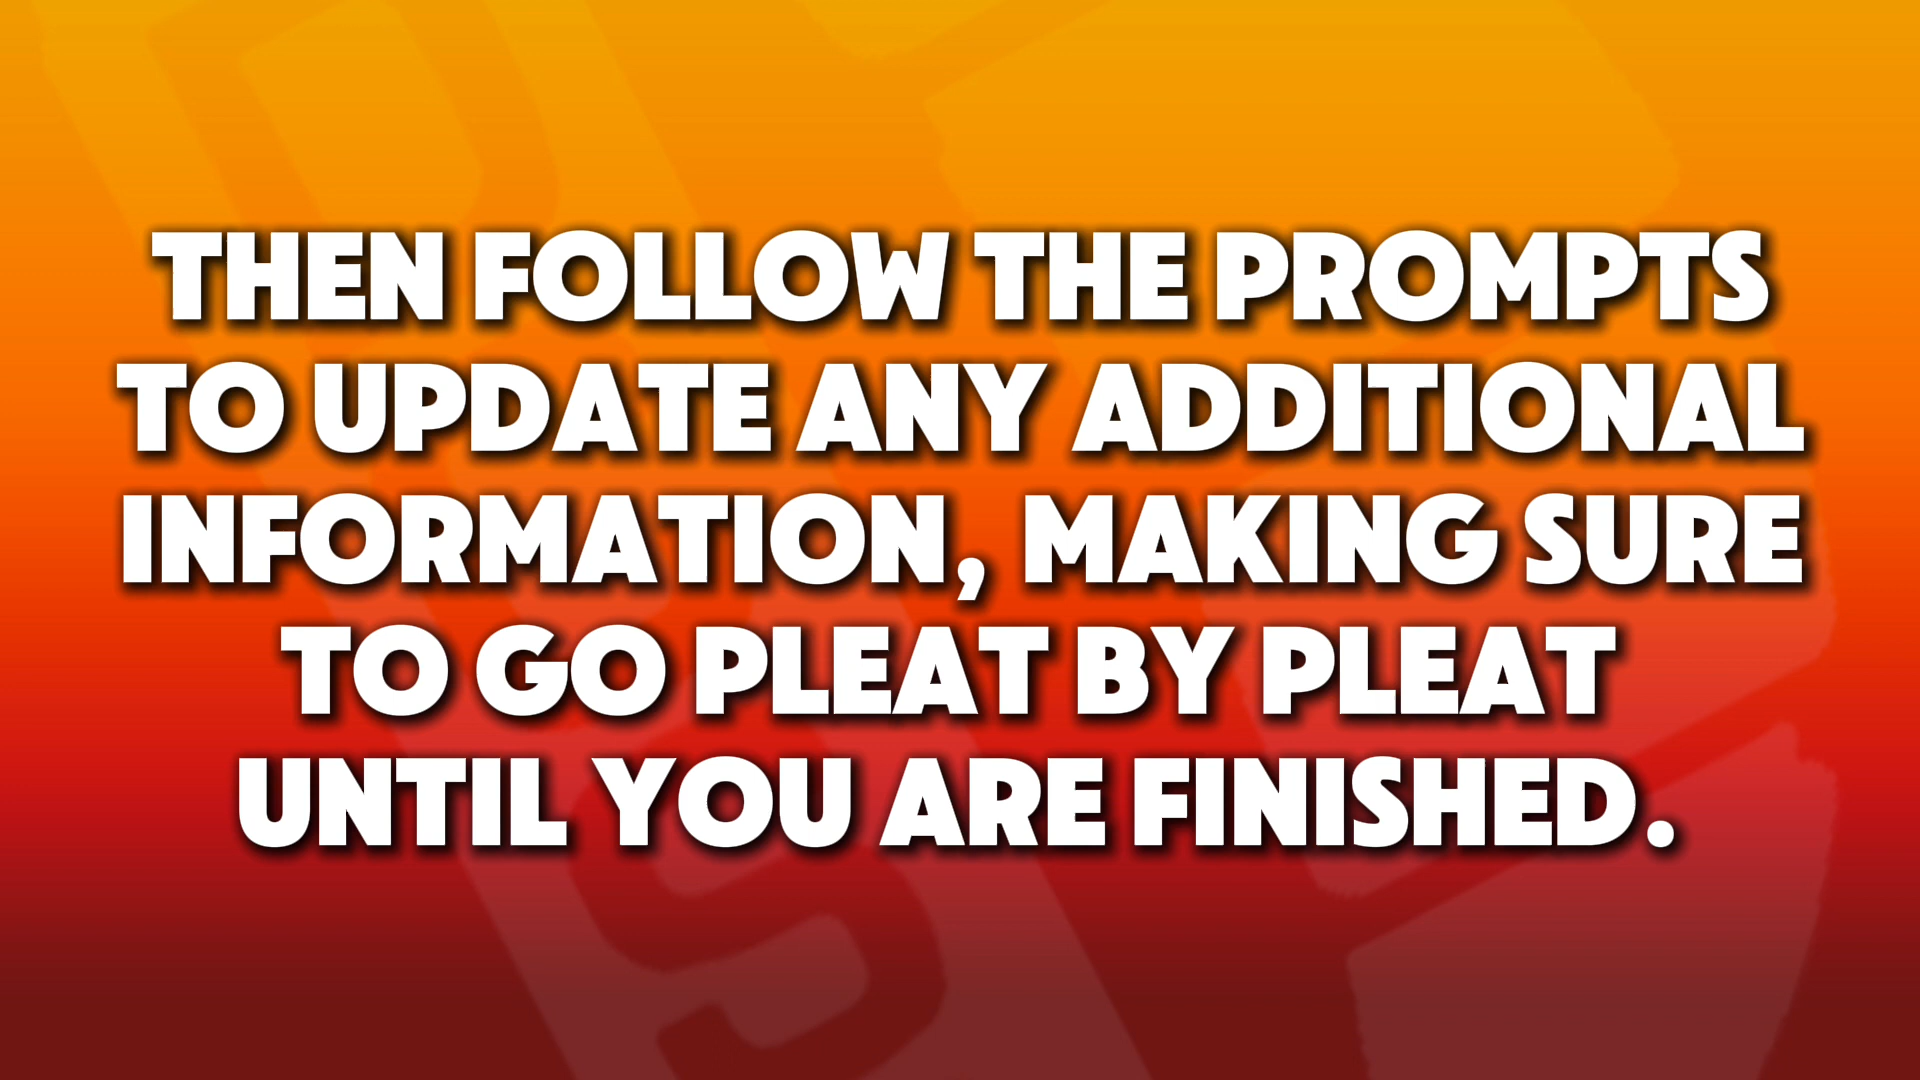 THEN FOLLOW THE PROMPTS
TO UPDATE ANY ADDITIONAL
INFORMATION, MAKING SURE
TO GO PLEAT BY PLEAT
UNTIL YOU ARE FINISHED.